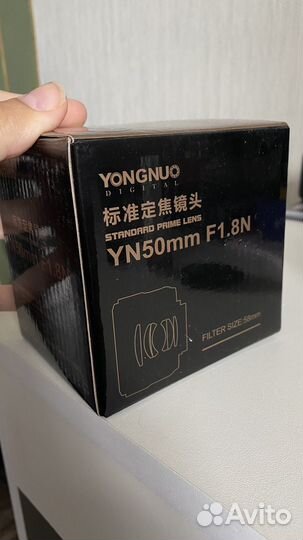 YONGNUO
DIGITAL
标准定焦镜头
STANDARD PRIME LENS
YN50mm F1.8N
FILTER SIZE:58mm
Avito